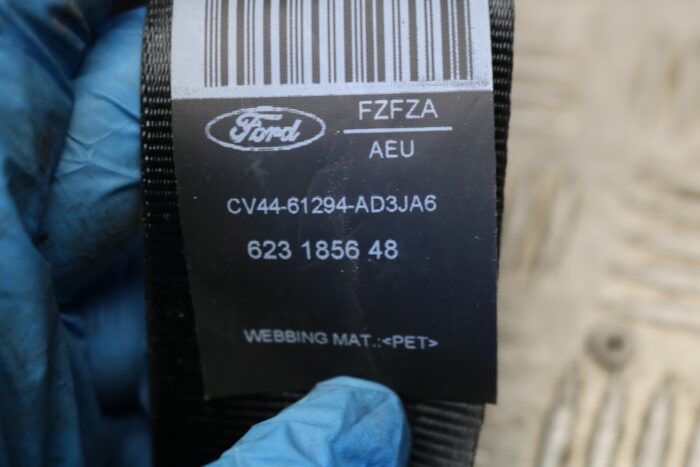 Ford
FZFZA
AEU
CV44-61294-AD3JA6
623 1856 48
WEBBING MAT.:<PET>